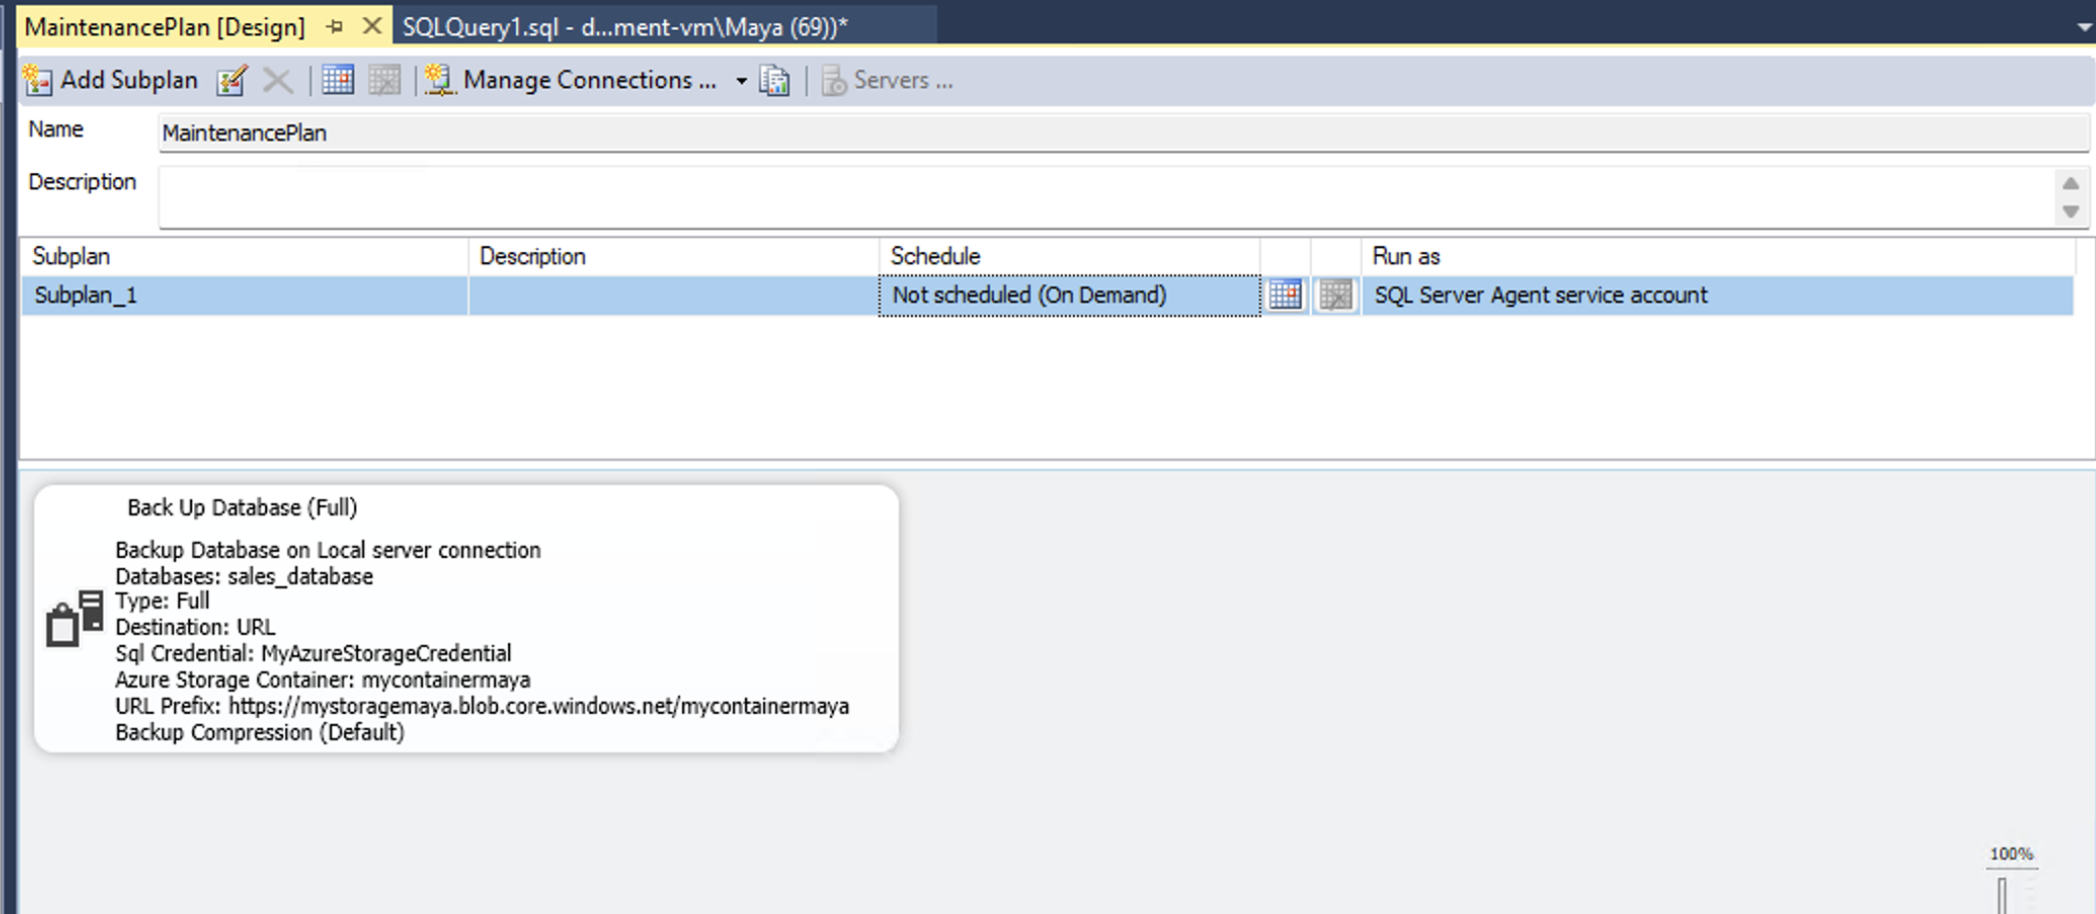 MaintenancePlan [Design]
SQLQuery1.sql - d...ment-vm\Maya (69))*
Add Subplan
Manage Connections ...
Servers ...
Name
MaintenancePlan
Description
Subplan
Description
Schedule
Run as
Subplan_1
Not scheduled (On Demand)
SQL Server Agent service account
Back Up Database (Full)
Backup Database on Local server connection
Databases: sales_database
Type: Full
Destination: URL
Sql Credential: MyAzureStorageCredential
Azure Storage Container: mycontainermaya
URL Prefix: https://mystoragemaya.blob.core.windows.net/mycontainermaya
Backup Compression (Default)
100%